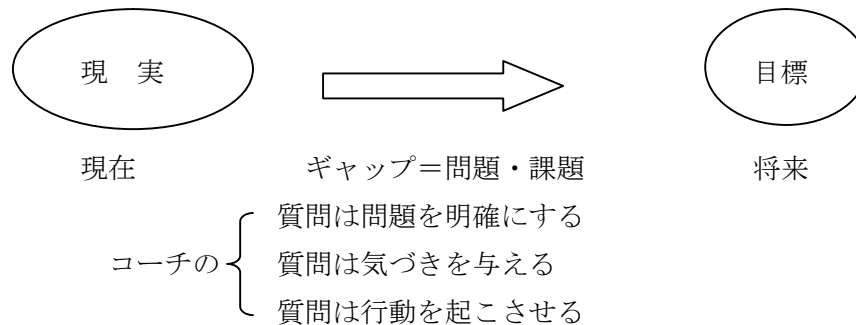 現　実
目標
現在
ギャップ＝問題・課題
将来
コーチの
質問は問題を明確にする
質問は気づきを与える
質問は行動を起こさせる